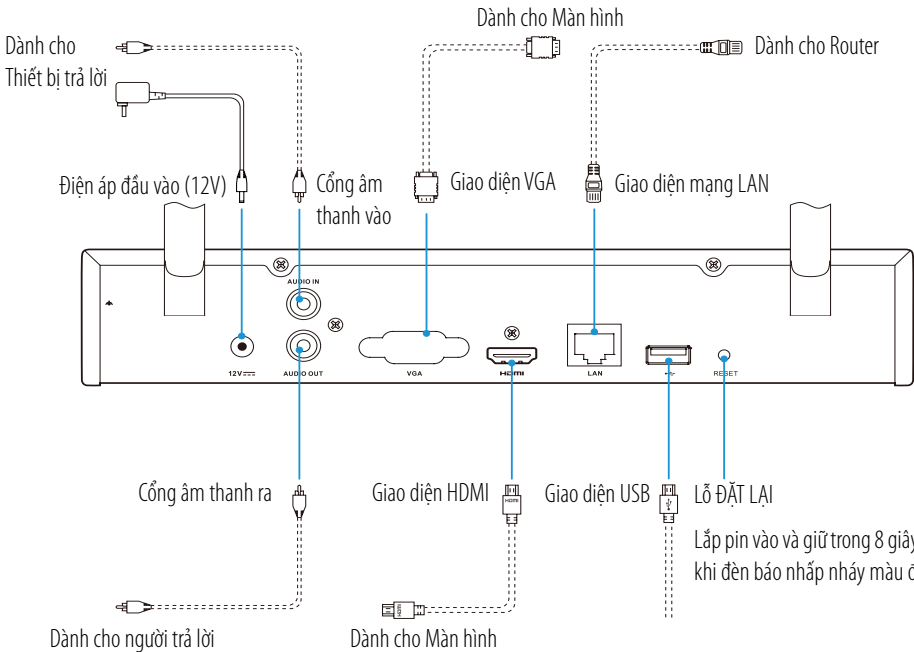 Dành cho Màn hình
Dành cho
Thiết bị trả lời
Dành cho Router
Điện áp đầu vào (12V)
Cổng âm
thanh vào
Giao diện VGA
Giao diện mạng LAN
AUDIO IN
12V
AUDIO OUT
VGA
HDMI
LAN
RESET
Cổng âm thanh ra
Giao diện HDMI
HDMI
Giao diện USB
Lỗ ĐẶT LẠI
Lắp pin vào và giữ trong 8 giây
khi đèn báo nhấp nháy màu
HDMI
Dành cho người trả lời
Dành cho Màn hình